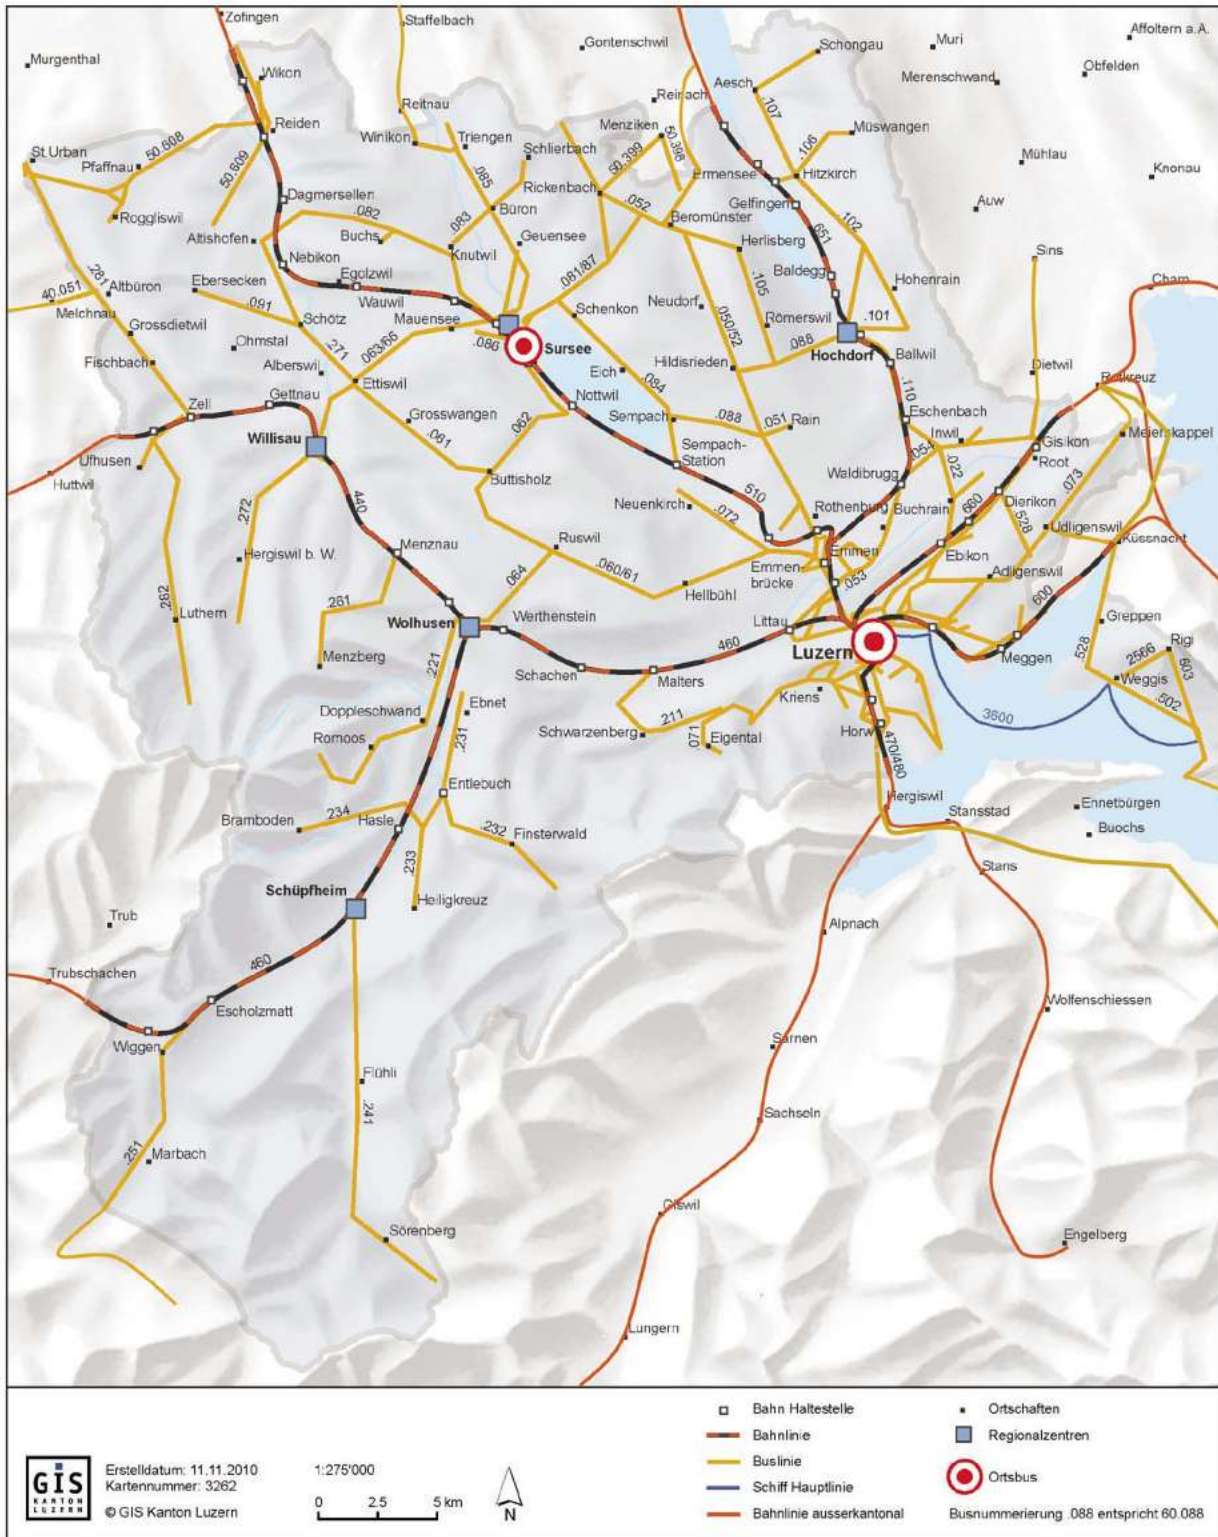 Zofingen
Staffelbach
Gontenschwil
Schongau
Muri
Affoltern a.A.
Murgenthal
Wikon
Merenschwand
Obfelden
Aesch
Reinach
.107
Reitnau
Reiden
Winikon
Triengen
Menziken
Müswangen
50.608
50.398
.106
St Urban
Pfaffnau
Schlierbach
50.399
Mühlau
50.609
.085
Ermensee
Hitzkirch
Knonau
Dagmersellen
Rickenbach
.052
Gelfingen
Auw
Roggliswil
.082
.083
Büron
Beromünster
.102
651
Altishofen
Buchs
Geuensee
Herlisberg
Knutwil
Sins
Nebikon
.281
Egolzwil
.081/87
Baldegg
Hohenrain
Cham
Ebersecken
.105
40.051
Altbüron
.091
Wauwil
Schenkon
Neudorf
Melchnau
Schötz
Mauensee
.050/52
Römerswil
.101
Grossdietwil
Ohmstal
.271
.063/66
.086
Sursee
.088
Hochdorf
Ballwil
Fischbach
Alberswil
Eich
Hildisrieden
Dietwil
Ettiswil
.084
.110
Rotkreuz
Gettnau
Nottwil
Zell
Grosswangen
.062
Sempach
.088
.051
Rain
Eschenbach
Willisau
.061
Inwil
Gisikon
Meierskappel
Sempach-
Station
.054
Root
Ufhusen
Huttwil
Buttisholz
Waldibrugg
.022
.073
440
510
Dierikon
.272
Neuenkirch
.072
Rothenburg
Buchrain
660
.528
Udligenswil
Küssnacht
Menznau
Ruswil
Emmen
Ebikon
Hergiswil b. W.
.064
.060/61
Emmen-
brücke
.053
Adligenswil
.262
.261
Hellbühl
600
Luthern
Wolhusen
Werthenstein
Littau
Greppen
460
Luzern
Rigi
.221
2566
Menzberg
Schachen
Malters
Meggen
.528
603
Weggis
Kriens
.502
Ebnet
Doppleschwand
.211
3600
Romoos
.231
Schwarzenberg
.071
Eigental
Horw
470/480
Entlebuch
Hergiswil
Stansstad
Ennetbürgen
Bramboden
.234
Hasle
.232
Finsterwald
Buochs
.233
Stans
Schüpfheim
Heiligkreuz
Trub
Alpnach
460
Trubschachen
Escholzmatt
Wolfenschiessen
Wiggen
Sarnen
Flühli
.241
Sachseln
.251
Marbach
Giswil
Sörenberg
Engelberg
Lungern
Bahn Haltestelle
Bahnlinie
Buslinie
Schiff Hauptlinie
Bahnlinie ausserkantonal
Ortschaften
Regionalzentren
Ortsbus
Busnummerierung .088 entspricht 60.088
GIS
KANTON
LUZERN
Erstelldatum: 11.11.2010
Kartennummer: 3262
© GIS Kanton Luzern
1:275'000
0 2.5 5 km
N